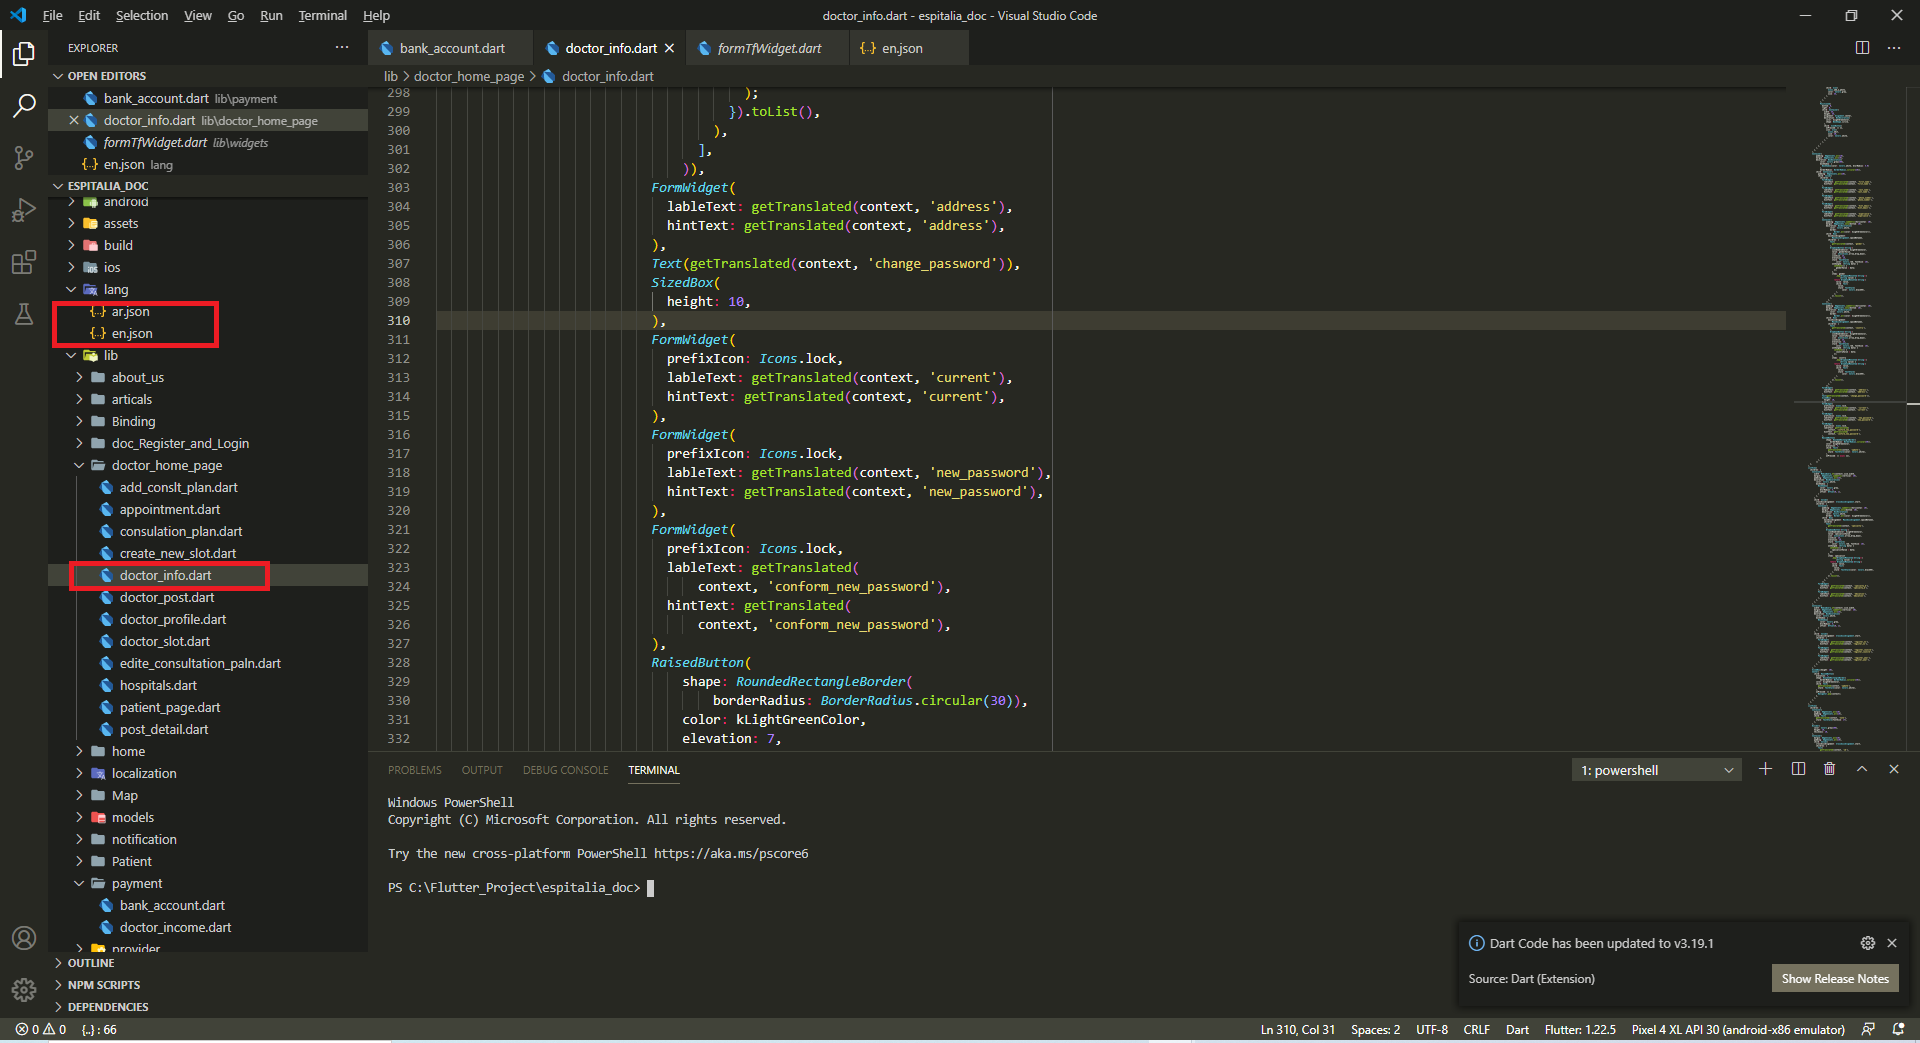 File Edit Selection View Go Run Terminal Help
doctor_info.dart - espitalia_doc - Visual Studio Code
EXPLORER
OPEN EDITORS
bank_account.dart lib\payment
doctor_info.dart lib\doctor_home_page
formTfWidget.dart lib\widgets
{..} en.json lang
ESPITALIA_DOC
android
assets
build
ios
lang
{..} ar.json
{..} en.json
lib
about_us
articals
Binding
doc_Register_and_Login
doctor_home_page
add_conslt_plan.dart
appointment.dart
consulation_plan.dart
create_new_slot.dart
doctor_info.dart
doctor_post.dart
doctor_profile.dart
doctor_slot.dart
edite_consultation_paln.dart
hospitals.dart
patient_page.dart
post_detail.dart
home
localization
Map
models
notification
Patient
payment
bank_account.dart
doctor_income.dart
provider
OUTLINE
NPM SCRIPTS
DEPENDENCIES
bank_account.dart
doctor_info.dart
formTfWidget.dart
{..} en.json
lib > doctor_home_page > doctor_info.dart
298 );
299 }).toList(),
300 ),
301 ],
302 )),
303 FormWidget(
304 lableText: getTranslated(context, 'address'),
305 hintText: getTranslated(context, 'address'),
306 ),
307 Text(getTranslated(context, 'change_password')),
308 SizedBox(
309 height: 10,
310 ),
311 FormWidget(
312 prefixIcon: Icons.lock,
313 lableText: getTranslated(context, 'current'),
314 hintText: getTranslated(context, 'current'),
315 ),
316 FormWidget(
317 prefixIcon: Icons.lock,
318 lableText: getTranslated(context, 'new_password'),
319 hintText: getTranslated(context, 'new_password'),
320 ),
321 FormWidget(
322 prefixIcon: Icons.lock,
323 lableText: getTranslated(
324 context, 'conform_new_password'),
325 hintText: getTranslated(
326 context, 'conform_new_password'),
327 ),
328 RaisedButton(
329 shape: RoundedRectangleBorder(
330 borderRadius: BorderRadius.circular(30)),
331 color: kLightGreenColor,
332 elevation: 7,
PROBLEMS OUTPUT DEBUG CONSOLE TERMINAL
1: powershell
Windows PowerShell
Copyright (C) Microsoft Corporation. All rights reserved.
Try the new cross-platform PowerShell https://aka.ms/pscore6
PS C:\Flutter_Project\espitalia_doc>
Dart Code has been updated to v3.19.1
Source: Dart (Extension)
Show Release Notes
0 0 {..} : 66
Ln 310, Col 31 Spaces: 2 UTF-8 CRLF Dart Flutter: 1.22.5 Pixel 4 XL API 30 (android-x86 emulator)